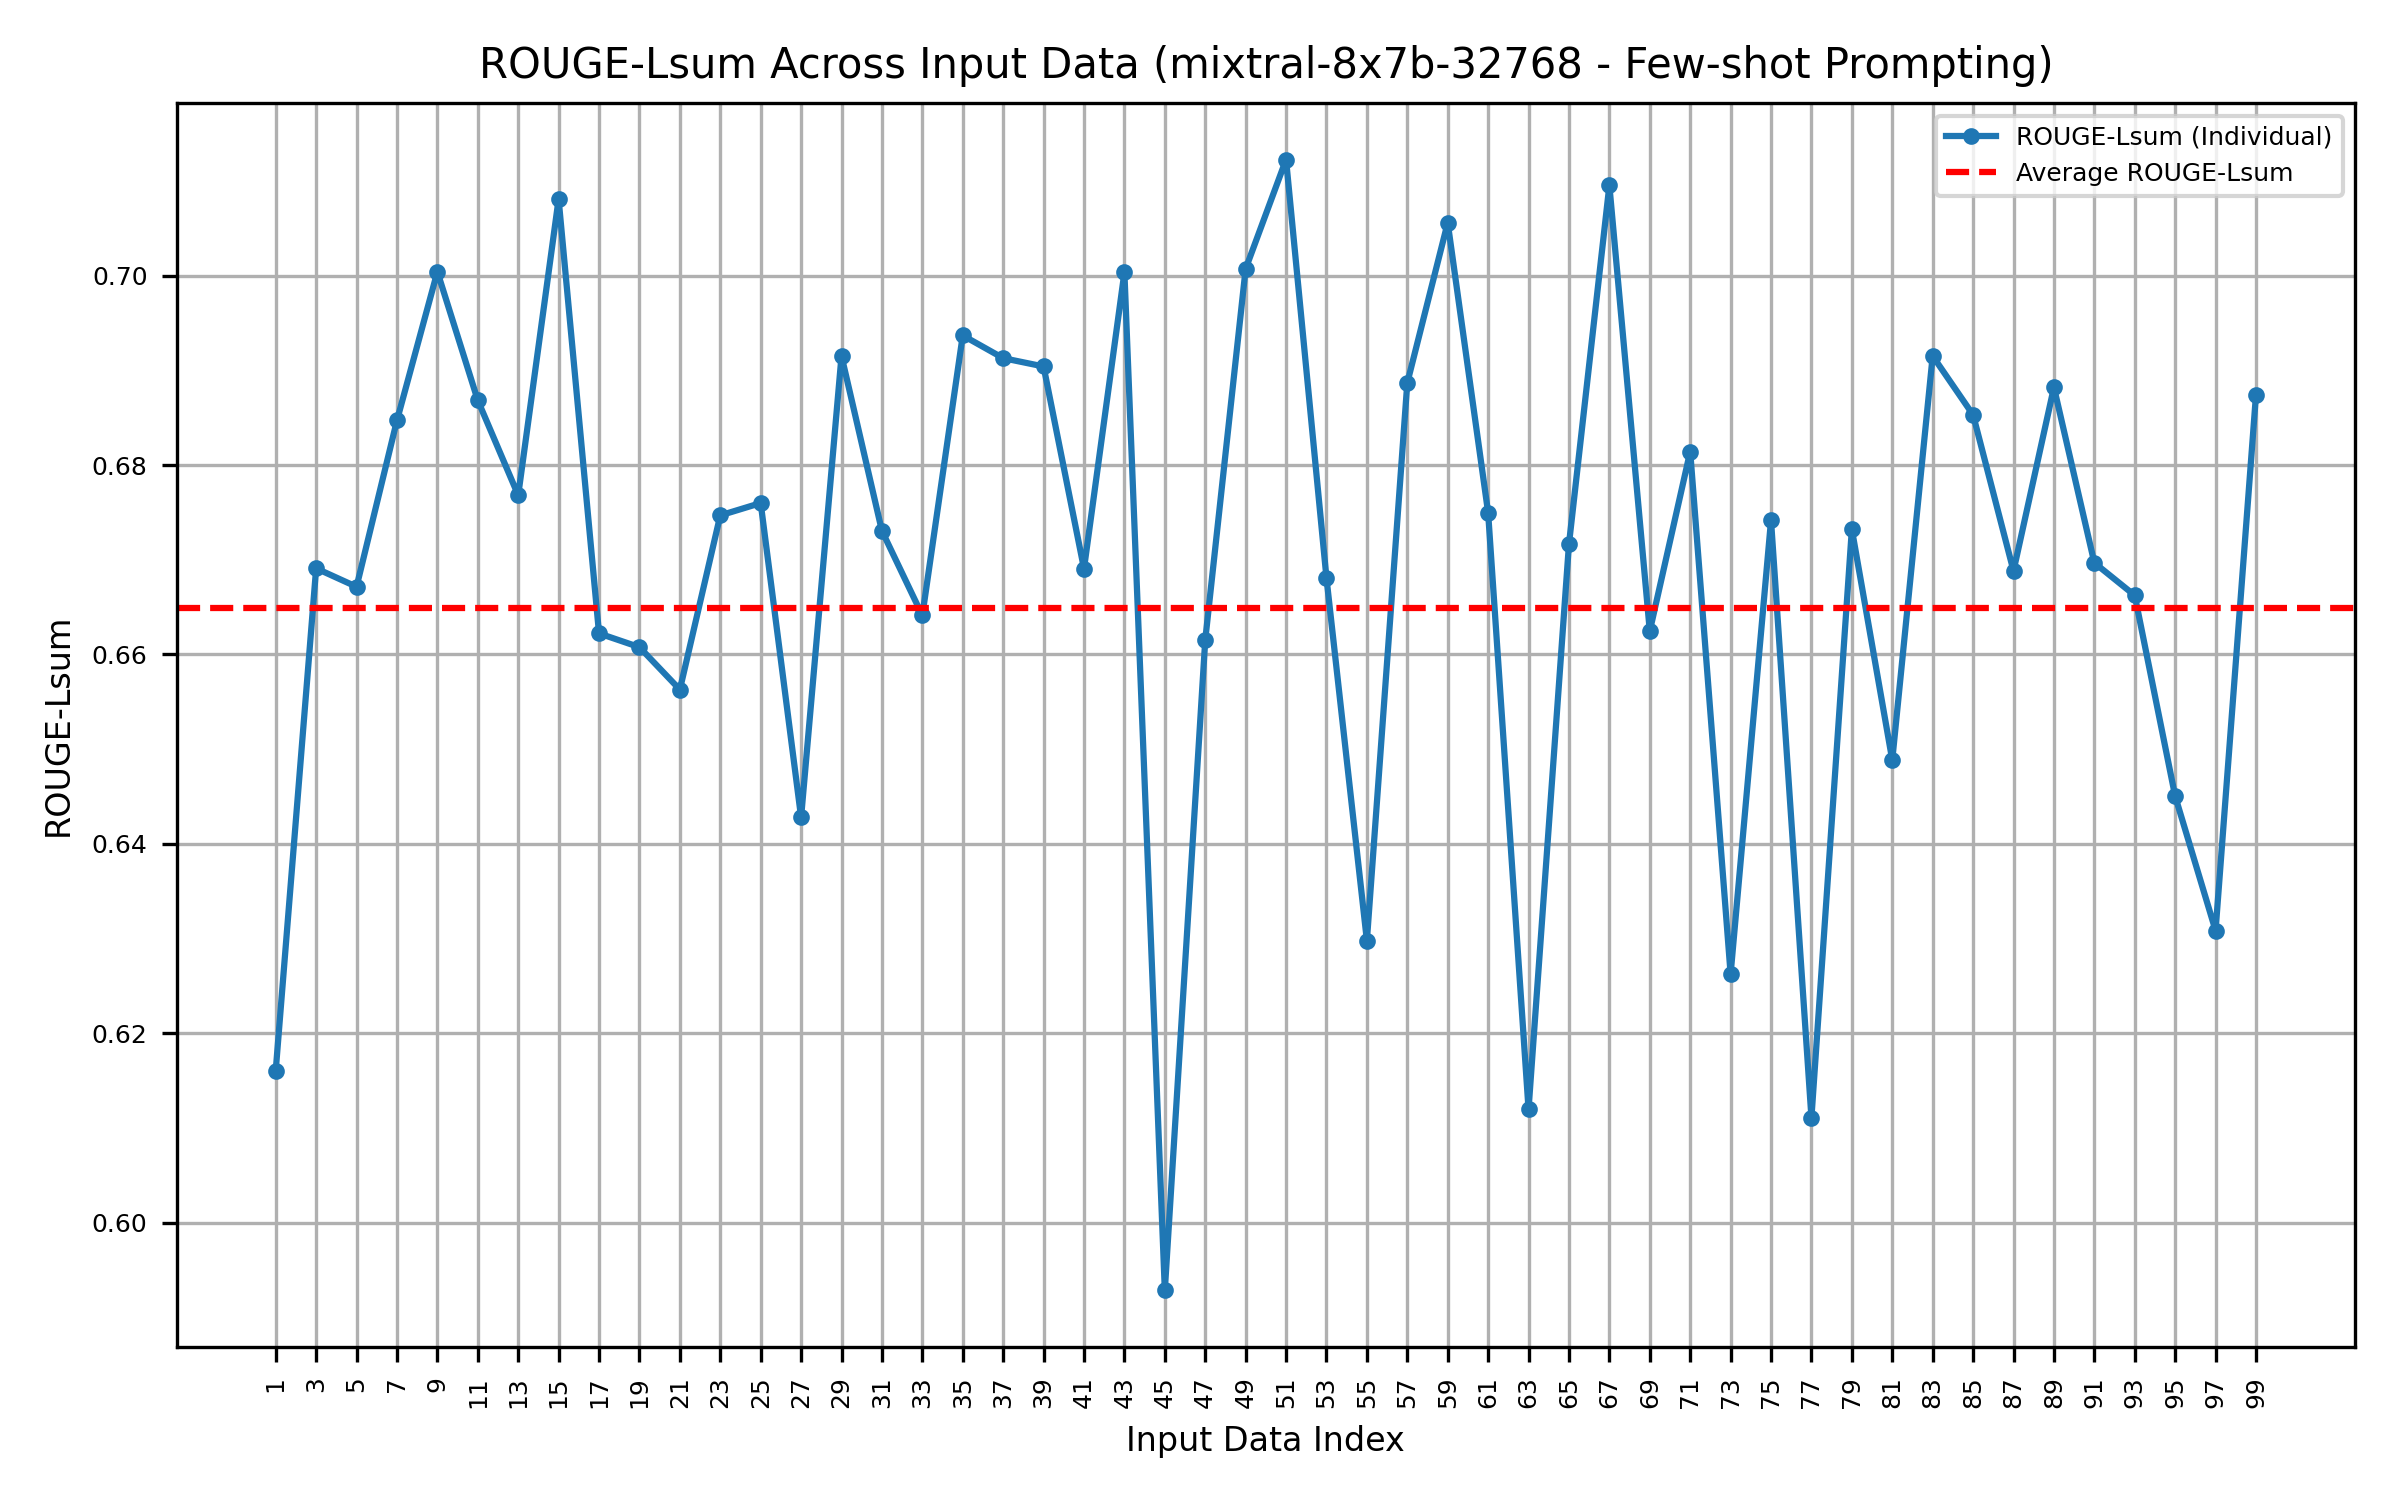 ROUGE-Lsum Across Input Data (mixtral-8x7b-32768 - Few-shot Prompting)
ROUGE-Lsum (Individual)
Average ROUGE-Lsum
ROUGE-Lsum
0.70
0.68
0.66
0.64
0.62
0.60
1 3 5 7 9 11 13 15 17 19 21 23 25 27 29 31 33 35 37 39 41 43 45 47 49 51 53 55 57 59 61 63 65 67 69 71 73 75 77 79 81 83 85 87 89 91 93 95 97 99
Input Data Index